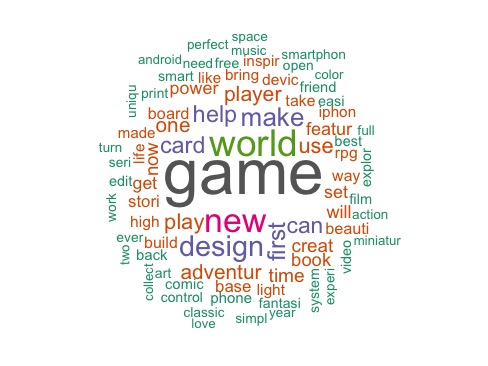 space
perfect
music
android
need
free
inspir
smartphon
open
smart
like
bring
devic
color
uniqu
print
power
player
take
friend
easi
board
help
make
iphon
made
one
featur
full
turn
life
now
card
world
use
best
seri
rpg
explor
edit
get
game
way
set
film
work
stori
will
action
high
play
new
first
can
beauti
miniatur
ever
build
design
creat
video
two
back
book
collect
art
adventur
time
comic
base
light
system
experi
control
phone
fantasi
classic
simpl
year
love